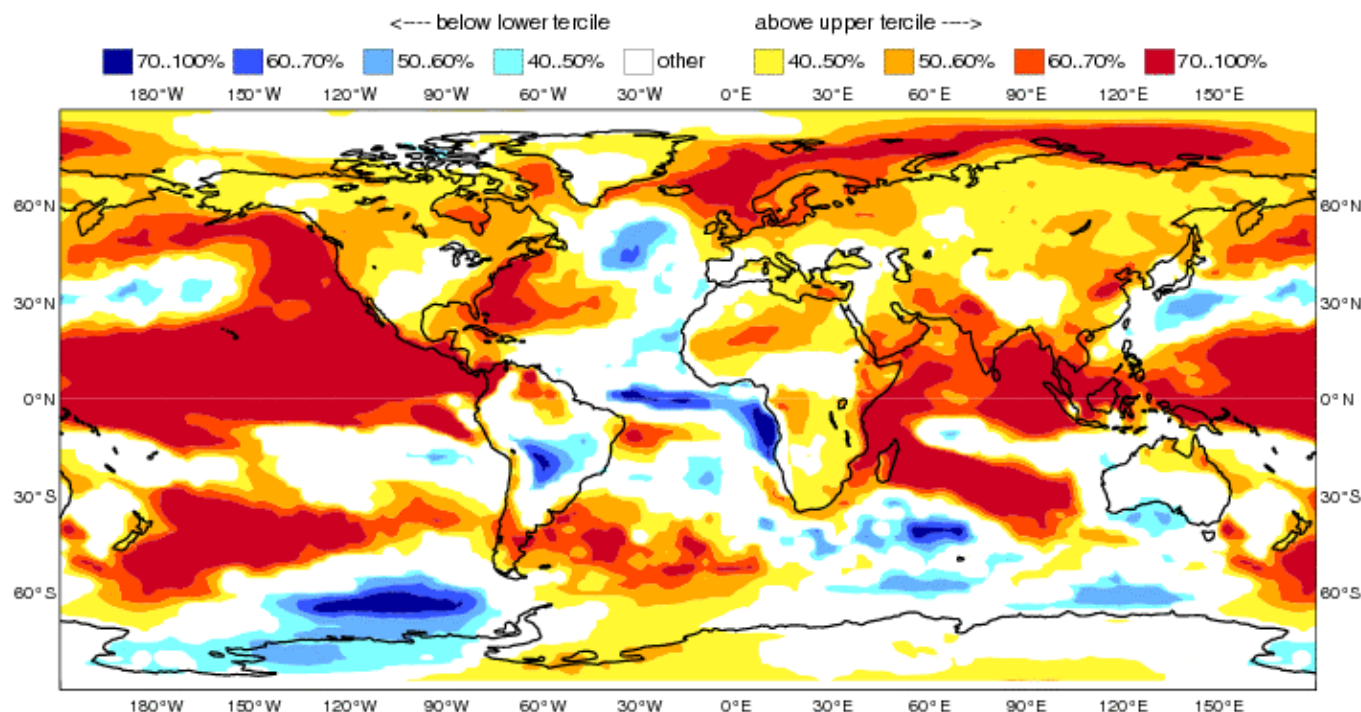 <---- below lower tercile above upper tercile ---->
70..100% 60..70% 50..60% 40..50% other 40..50% 50..60% 60..70% 70..100%
180°W 150°W 120°W 90°W 60°W 30°W 0°E 30°E 60°E 90°E 120°E 150°E
60°N 60°N
30°N 30°N
0°N 0°N
30°S 30°S
60°S 60°S
180°W 150°W 120°W 90°W 60°W 30°W 0°E 30°E 60°E 90°E 120°E 150°E